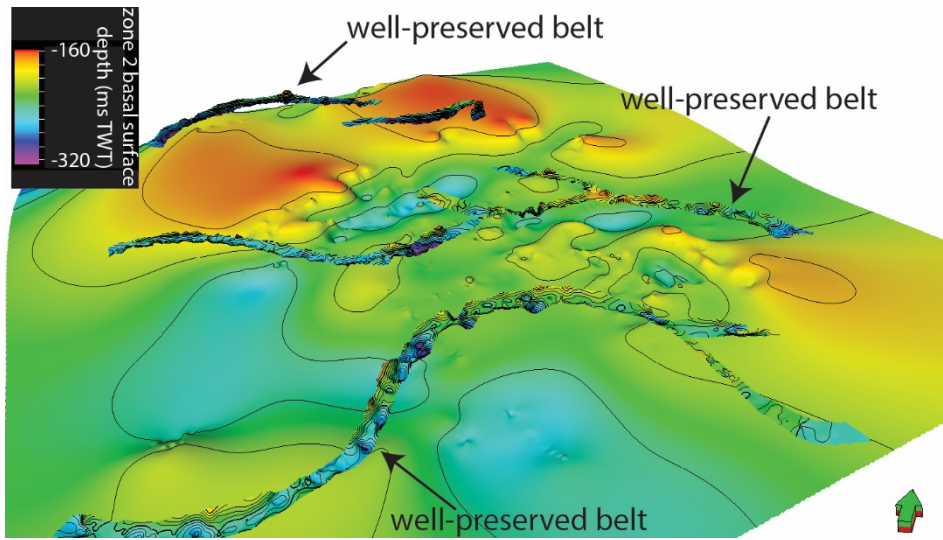 well-preserved belt
zone 2 basal surface
depth (ms TWT)
-160
-320
well-preserved belt
well-preserved belt